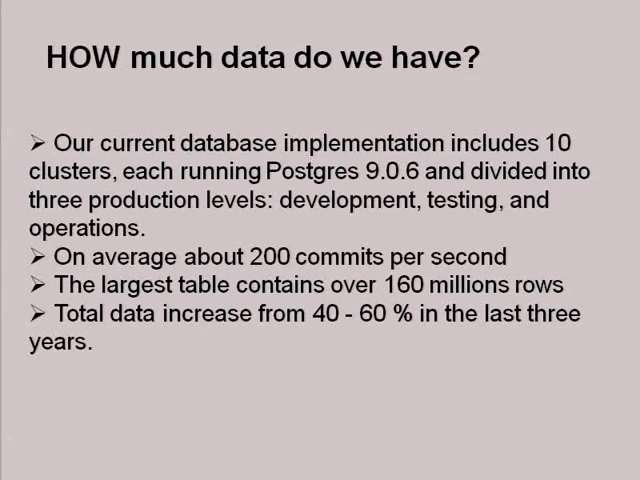 HOW much data do we have?
➢ Our current database implementation includes 10
clusters, each running Postgres 9.0.6 and divided into
three production levels: development, testing, and
operations.
➢ On average about 200 commits per second
➢ The largest table contains over 160 millions rows
➢ Total data increase from 40 - 60 % in the last three
years.